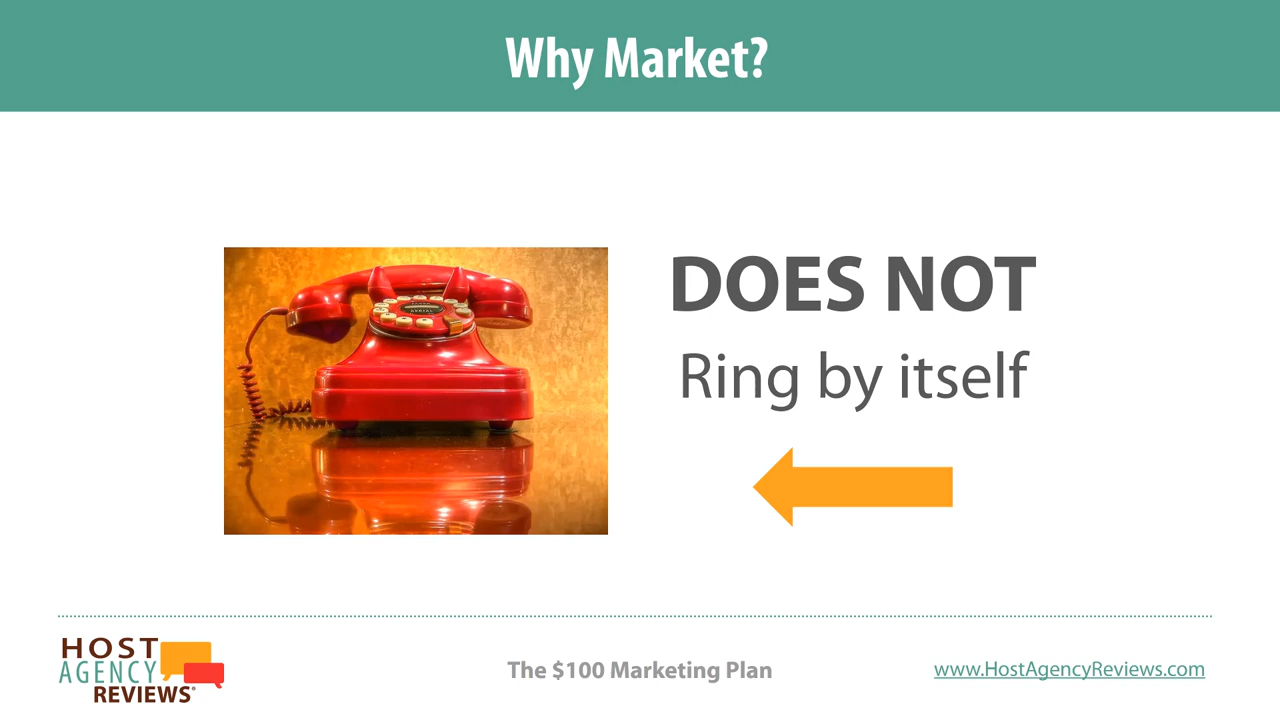 Why Market?
DOES NOT
Ring by itself
HOST
AGENCY
REVIEWS®
The $100 Marketing Plan
www.HostAgencyReviews.com